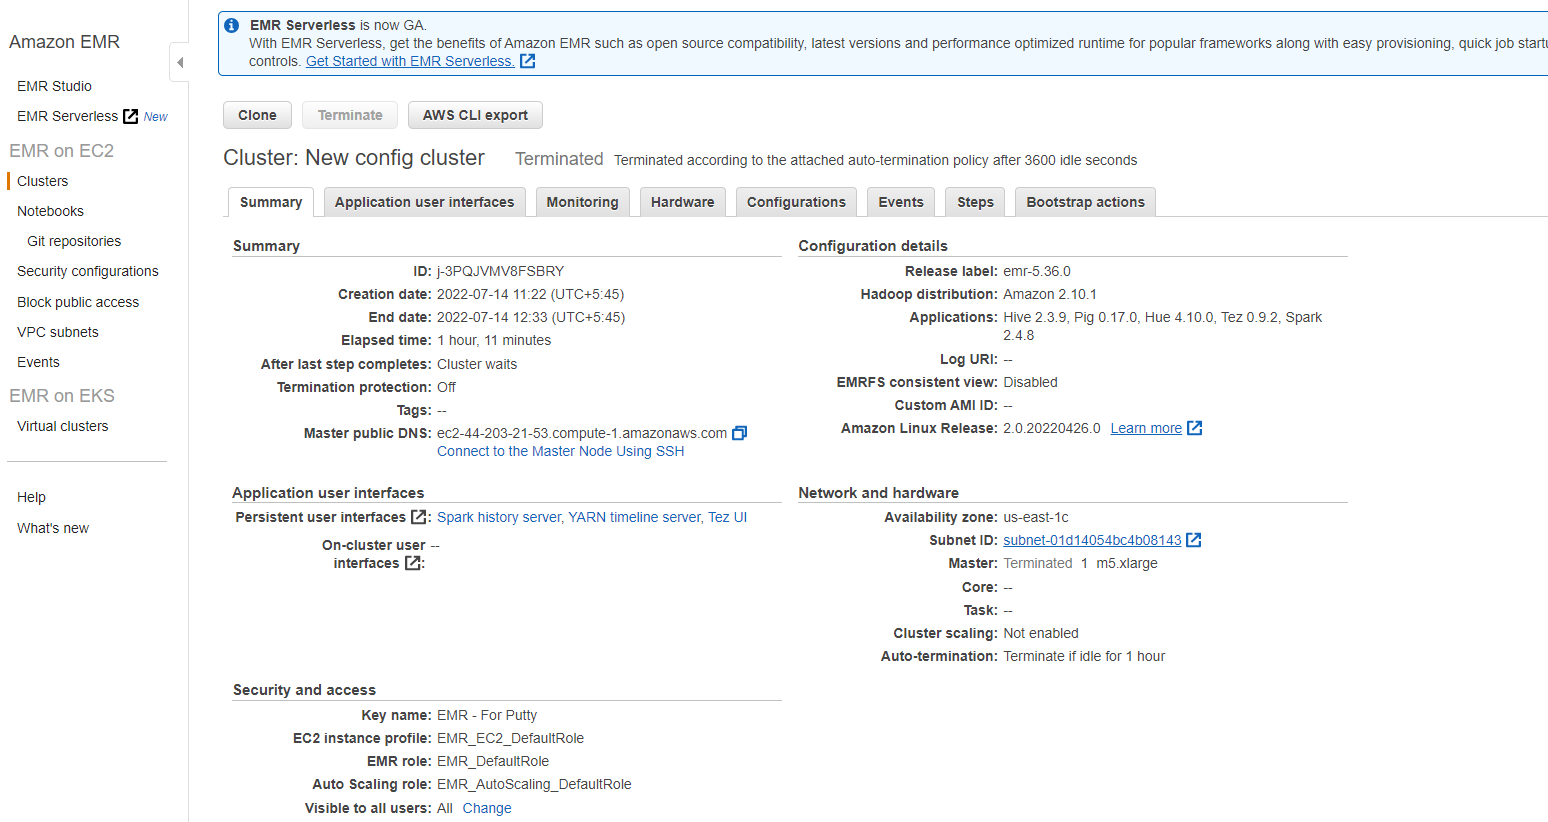 Amazon EMR
EMR Studio
EMR Serverless New
EMR on EC2
Clusters
Notebooks
Git repositories
Security configurations
Block public access
VPC subnets
Events
EMR on EKS
Virtual clusters
Help
What's new
EMR Serverless is now GA.
With EMR Serverless, get the benefits of Amazon EMR such as open source compatibility, latest versions and performance optimized runtime for popular frameworks along with easy provisioning, quick job startu
controls. Get Started with EMR Serverless.
Clone Terminate AWS CLI export
Cluster: New config cluster Terminated Terminated according to the attached auto-termination policy after 3600 idle seconds
Summary Application user interfaces Monitoring Hardware Configurations Events Steps Bootstrap actions
Summary
ID: j-3PQJVMV8FSBRY
Creation date: 2022-07-14 11:22 (UTC+5:45)
End date: 2022-07-14 12:33 (UTC+5:45)
Elapsed time: 1 hour, 11 minutes
After last step completes: Cluster waits
Termination protection: Off
Tags: --
Master public DNS: ec2-44-203-21-53.compute-1.amazonaws.com
Connect to the Master Node Using SSH
Configuration details
Release label: emr-5.36.0
Hadoop distribution: Amazon 2.10.1
Applications: Hive 2.3.9, Pig 0.17.0, Hue 4.10.0, Tez 0.9.2, Spark
2.4.8
Log URI: --
EMRFS consistent view: Disabled
Custom AMI ID: --
Amazon Linux Release: 2.0.20220426.0 Learn more
Application user interfaces
Persistent user interfaces : Spark history server, YARN timeline server, Tez UI
On-cluster user --
interfaces :
Network and hardware
Availability zone: us-east-1c
Subnet ID: subnet-01d14054bc4b08143
Master: Terminated 1 m5.xlarge
Core: --
Task: --
Cluster scaling: Not enabled
Auto-termination: Terminate if idle for 1 hour
Security and access
Key name: EMR - For Putty
EC2 instance profile: EMR_EC2_DefaultRole
EMR role: EMR_DefaultRole
Auto Scaling role: EMR_AutoScaling_DefaultRole
Visible to all users: All Change